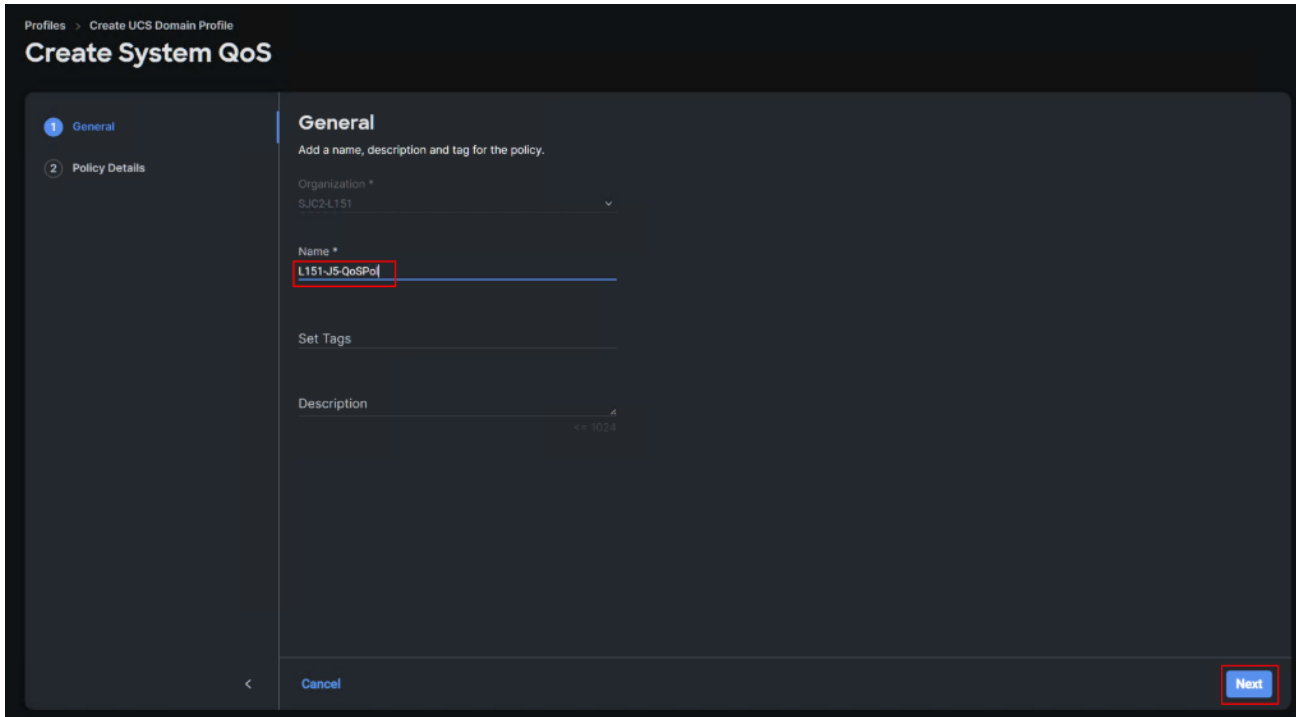 Profiles > Create UCS Domain Profile
Create System QoS
1 General
2 Policy Details
General
Add a name, description and tag for the policy.
Organization *
SJC2-L151
Name *
L151-J5-QoSPol
Set Tags
Description
<= 1024
Cancel
Next